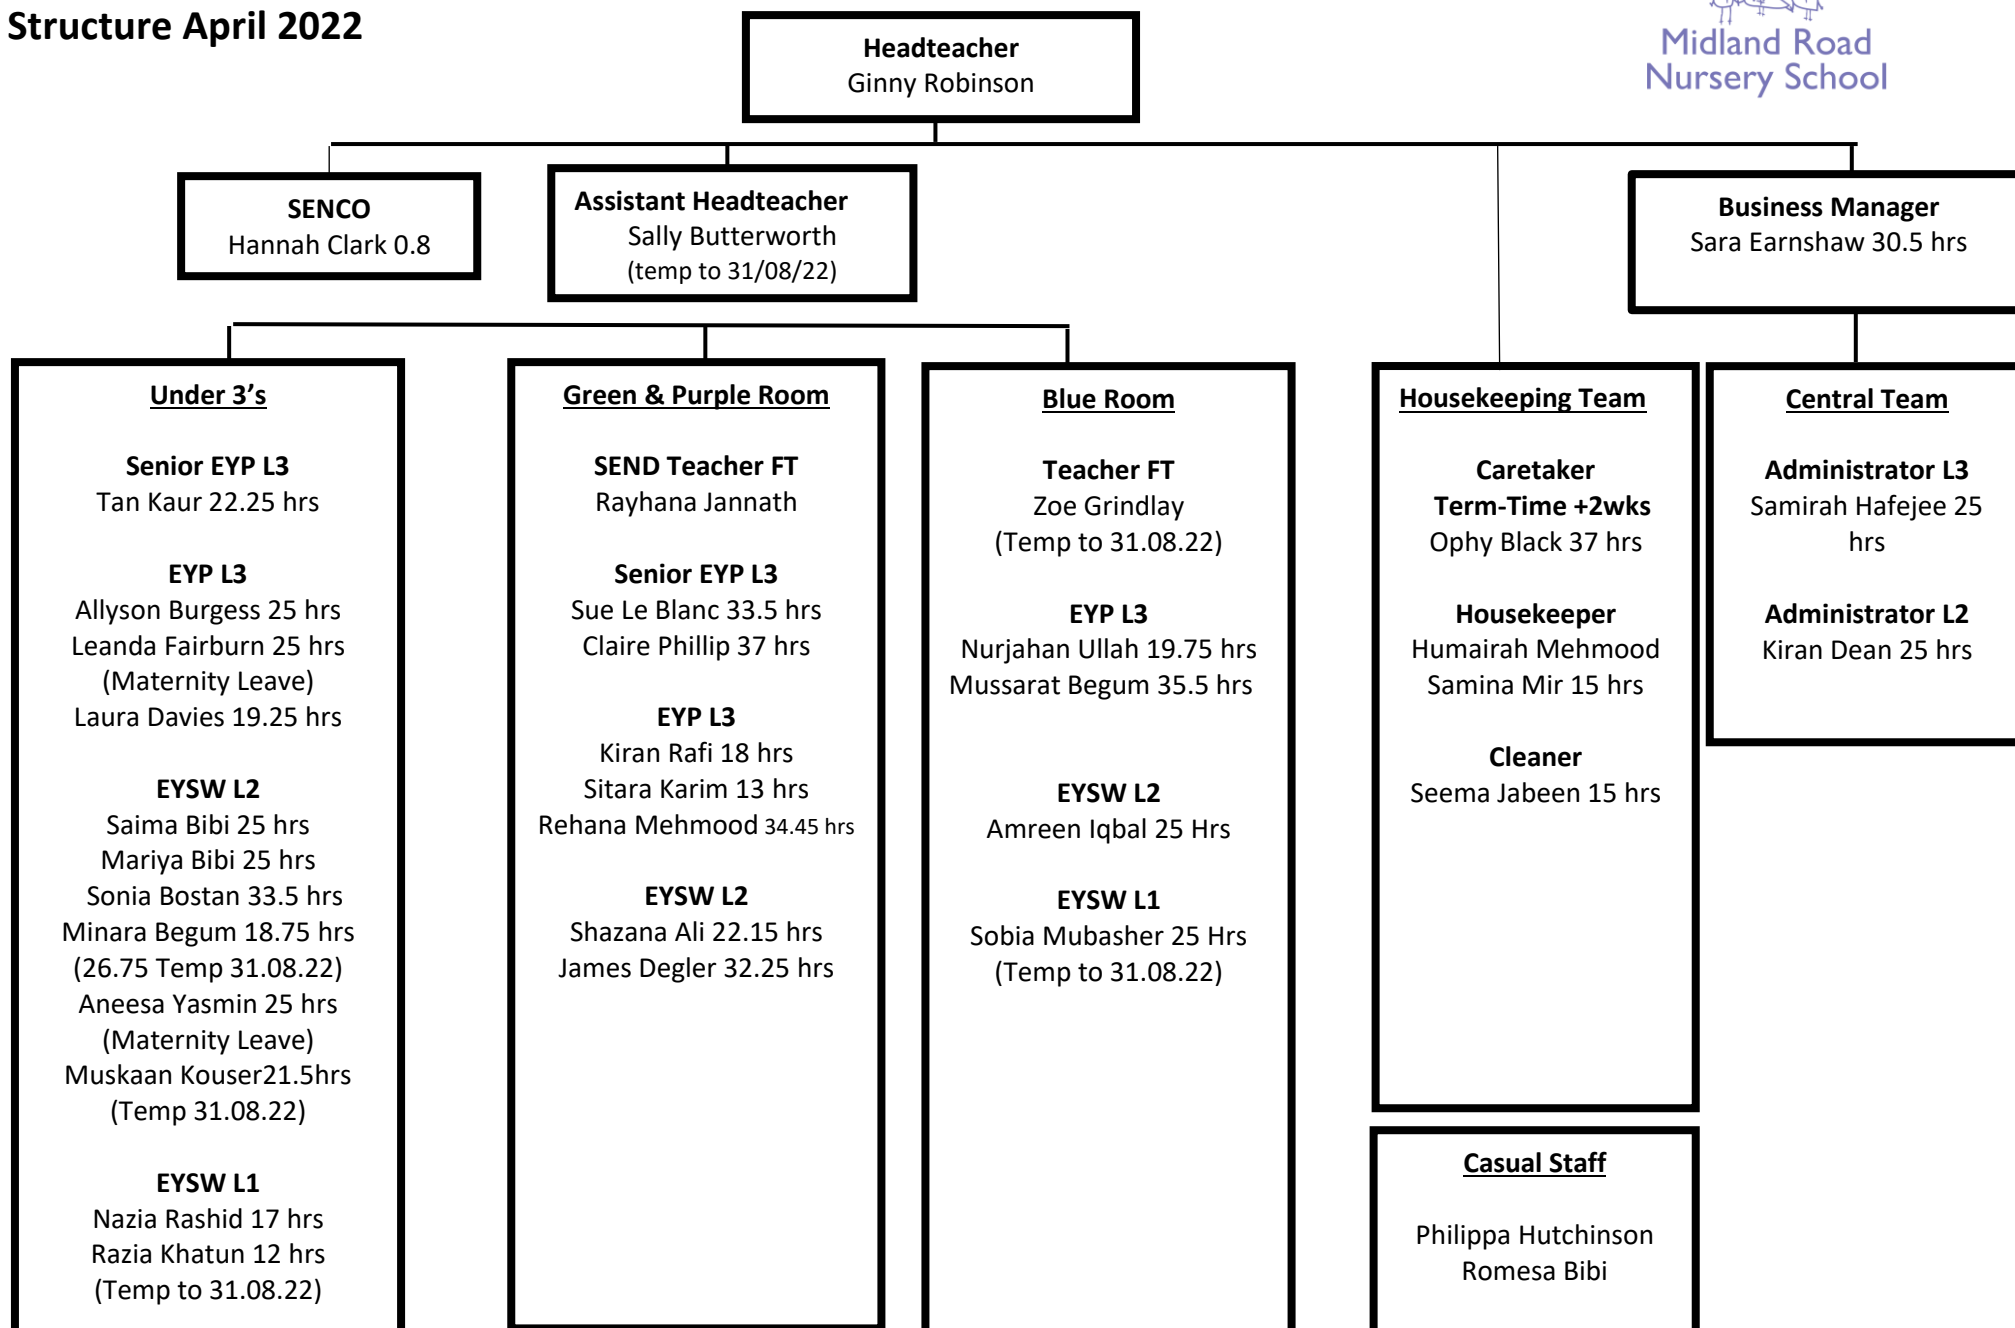 Structure April 2022
Midland Road
Nursery School
Headteacher
Ginny Robinson
SENCO
Hannah Clark 0.8
Assistant Headteacher
Sally Butterworth
(temp to 31/08/22)
Business Manager
Sara Earnshaw 30.5 hrs
Under 3’s
Senior EYP L3
Tan Kaur 22.25 hrs
EYP L3
Allyson Burgess 25 hrs
Leanda Fairburn 25 hrs
(Maternity Leave)
Laura Davies 19.25 hrs
EYSW L2
Saima Bibi 25 hrs
Mariya Bibi 25 hrs
Sonia Bostan 33.5 hrs
Minara Begum 18.75 hrs
(26.75 Temp 31.08.22)
Aneesa Yasmin 25 hrs
(Maternity Leave)
Muskaan Kouser21.5hrs
(Temp 31.08.22)
EYSW L1
Nazia Rashid 17 hrs
Razia Khatun 12 hrs
(Temp to 31.08.22)
Green & Purple Room
SEND Teacher FT
Rayhana Jannath
Senior EYP L3
Sue Le Blanc 33.5 hrs
Claire Phillip 37 hrs
EYP L3
Kiran Rafi 18 hrs
Sitara Karim 13 hrs
Rehana Mehmood 34.45 hrs
EYSW L2
Shazana Ali 22.15 hrs
James Degler 32.25 hrs
Blue Room
Teacher FT
Zoe Grindlay
(Temp to 31.08.22)
EYP L3
Nurjahan Ullah 19.75 hrs
Mussarat Begum 35.5 hrs
EYSW L2
Amreen Iqbal 25 Hrs
EYSW L1
Sobia Mubasher 25 Hrs
(Temp to 31.08.22)
Housekeeping Team
Caretaker
Term-Time +2wks
Ophy Black 37 hrs
Housekeeper
Humairah Mehmood
Samina Mir 15 hrs
Cleaner
Seema Jabeen 15 hrs
Central Team
Administrator L3
Samirah Hafejee 25
hrs
Administrator L2
Kiran Dean 25 hrs
Casual Staff
Philippa Hutchinson
Romesa Bibi